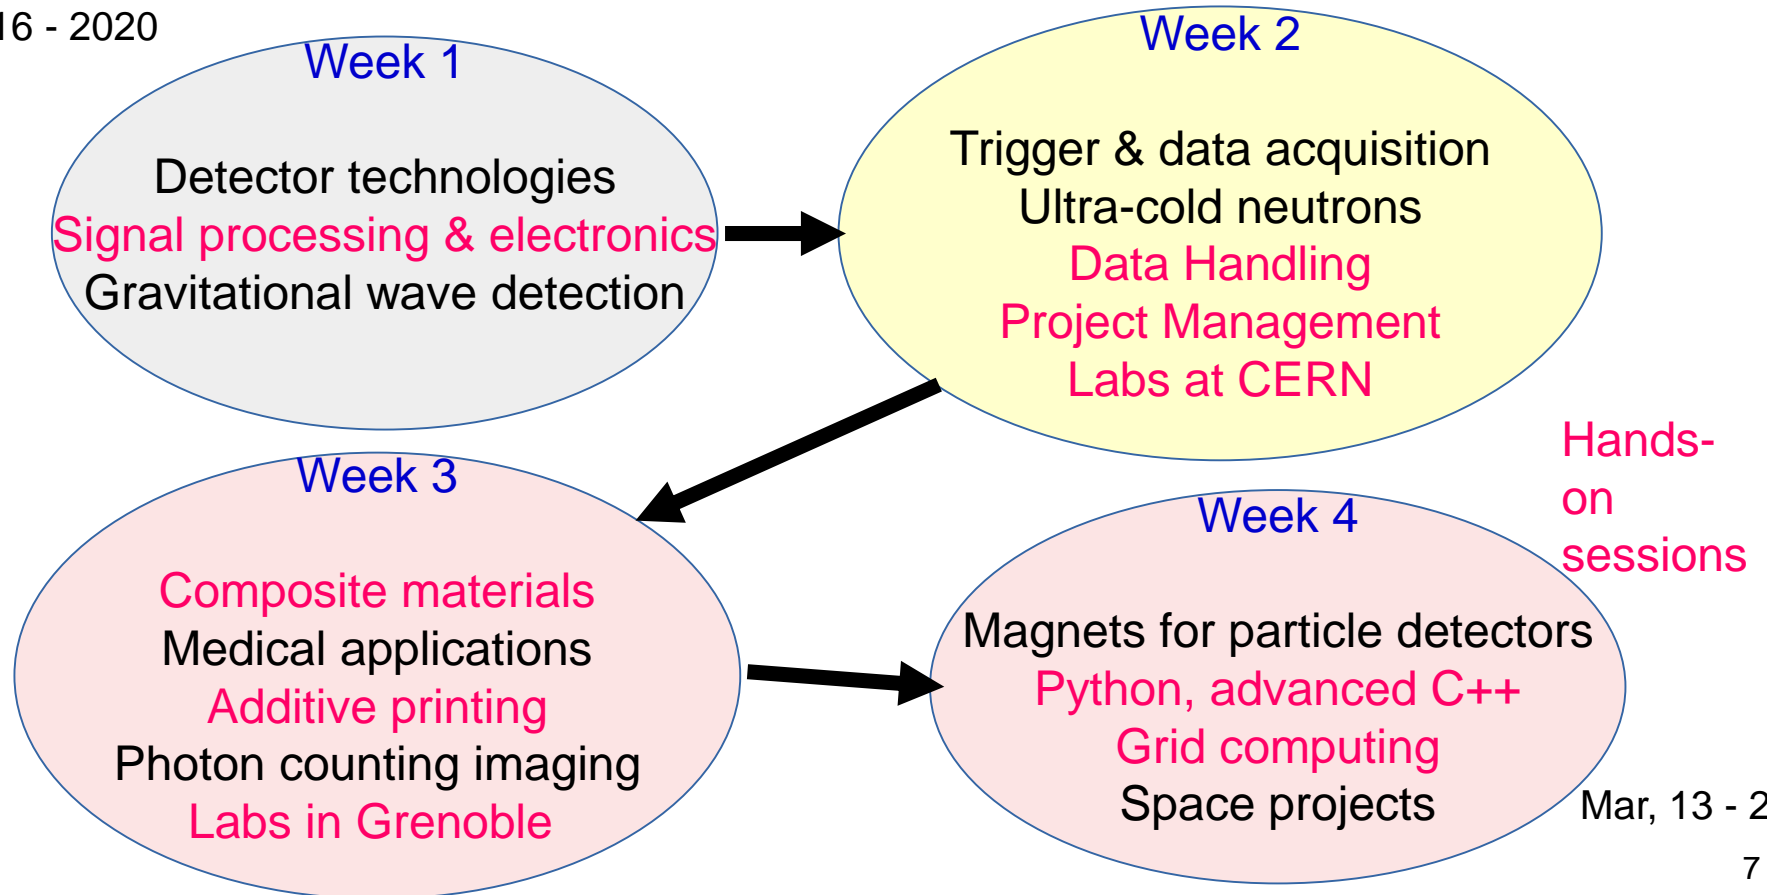 16 - 2020
Week 1
Detector technologies
Signal processing & electronics
Gravitational wave detection
Week 2
Trigger & data acquisition
Ultra-cold neutrons
Data Handling
Project Management
Labs at CERN
Week 3
Composite materials
Medical applications
Additive printing
Photon counting imaging
Labs in Grenoble
Week 4
Magnets for particle detectors
Python, advanced C++
Grid computing
Space projects
Hands-
on
sessions
Mar, 13 - 2
7